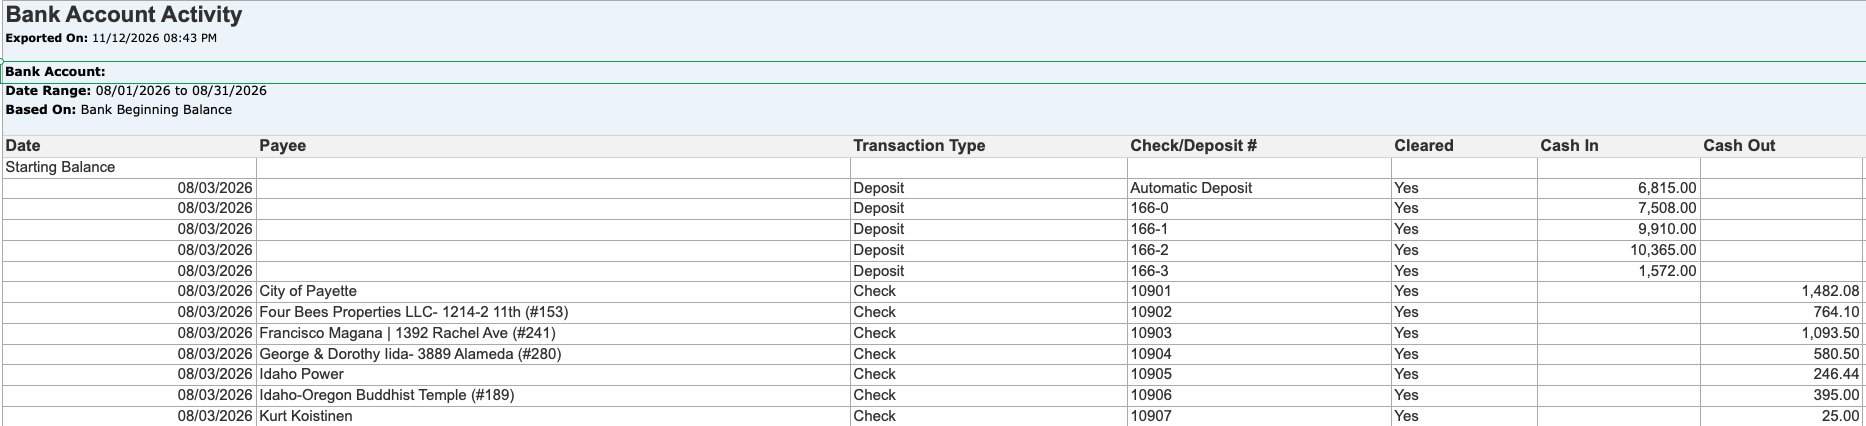 Bank Account Activity
Exported On: 11/12/2026 08:43 PM
Bank Account:
Date Range: 08/01/2026 to 08/31/2026
Based On: Bank Beginning Balance
Date Payee Transaction Type Check/Deposit # Cleared Cash In Cash Out
Starting Balance
08/03/2026 Deposit Automatic Deposit Yes 6,815.00
08/03/2026 Deposit 166-0 Yes 7,508.00
08/03/2026 Deposit 166-1 Yes 9,910.00
08/03/2026 Deposit 166-2 Yes 10,365.00
08/03/2026 Deposit 166-3 Yes 1,572.00
08/03/2026 City of Payette Check 10901 Yes 1,482.08
08/03/2026 Four Bees Properties LLC- 1214-2 11th (#153) Check 10902 Yes 764.10
08/03/2026 Francisco Magana | 1392 Rachel Ave (#241) Check 10903 Yes 1,093.50
08/03/2026 George & Dorothy Iida- 3889 Alameda (#280) Check 10904 Yes 580.50
08/03/2026 Idaho Power Check 10905 Yes 246.44
08/03/2026 Idaho-Oregon Buddhist Temple (#189) Check 10906 Yes 395.00
08/03/2026 Kurt Koistinen Check 10907 Yes 25.00